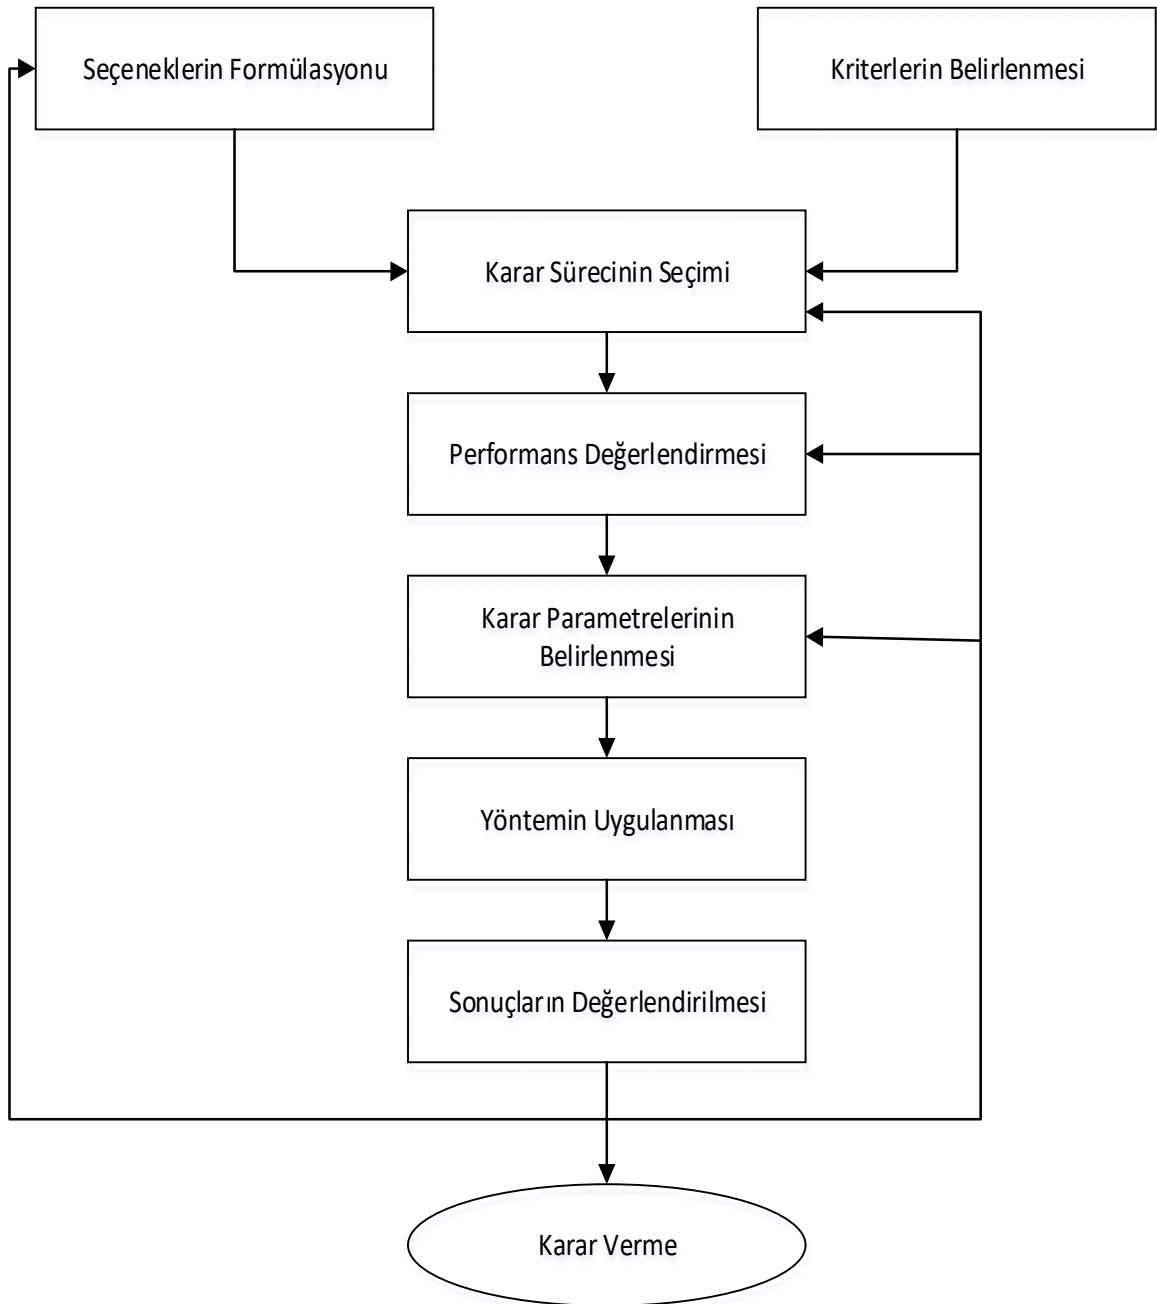 Seçeneklerin Formülasyonu
Kriterlerin Belirlenmesi
Karar Sürecinin Seçimi
Performans Değerlendirmesi
Karar Parametrelerinin
Belirlenmesi
Yöntemin Uygulanması
Sonuçların Değerlendirilmesi
Karar Verme